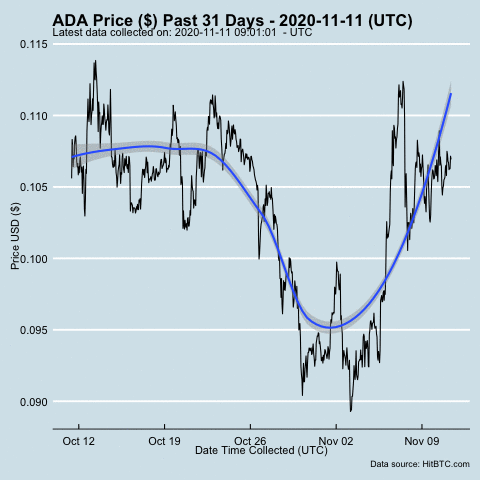 ADA Price ($) Past 31 Days - 2020-11-11 (UTC)
Latest data collected on: 2020-11-11 09:01:01 - UTC
0.115
0.110
0.105
0.100
0.095
0.090
Price USD ($)
Oct 12
Oct 19
Oct 26
Nov 02
Nov 09
Date Time Collected (UTC)
Data source: HitBTC.com